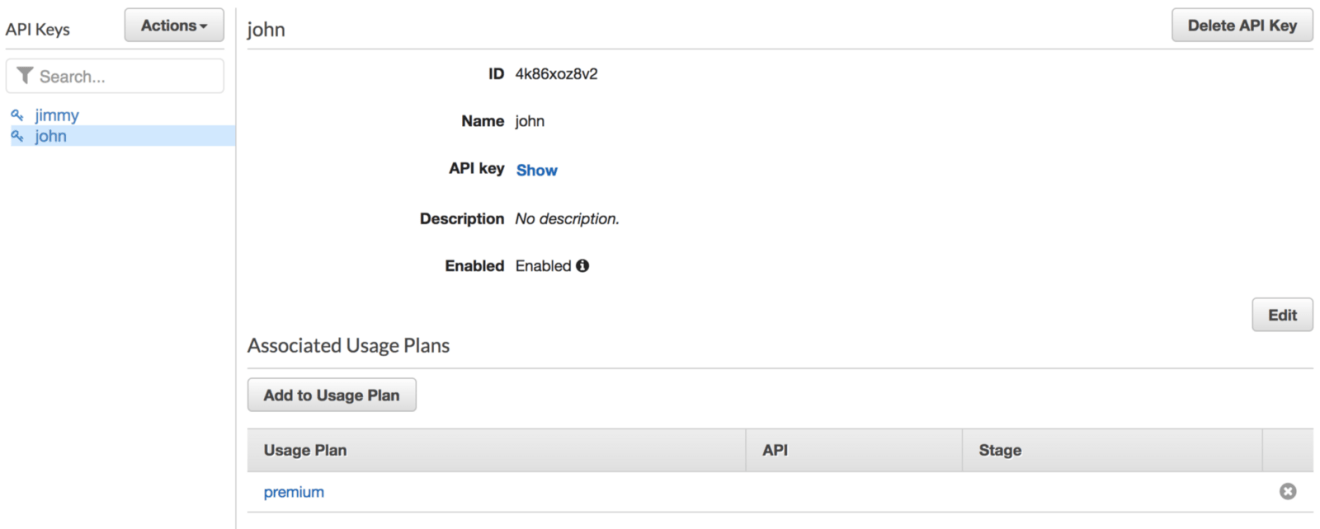 API Keys
Actions
Search...
jimmy
john
john
Delete API Key
ID 4k86xoz8v2
Name john
API key Show
Description No description.
Enabled Enabled
Edit
Associated Usage Plans
Add to Usage Plan
Usage Plan API Stage
premium